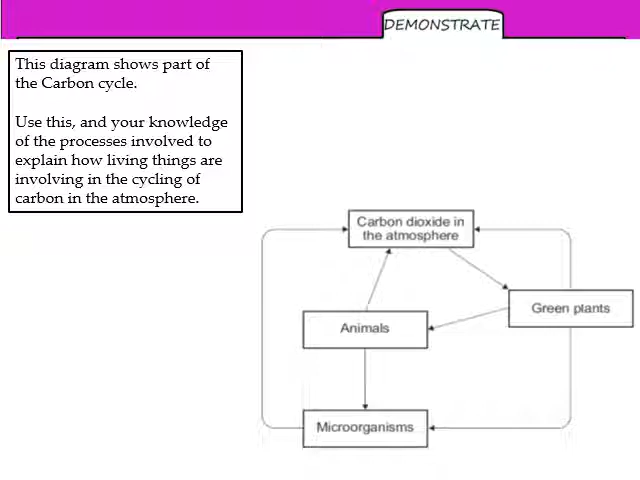 DEMONSTRATE
This diagram shows part of
the Carbon cycle.
Use this, and your knowledge
of the processes involved to
explain how living things are
involving in the cycling of
carbon in the atmosphere.
Carbon dioxide in
the atmosphere
Green plants
Animals
Microorganisms